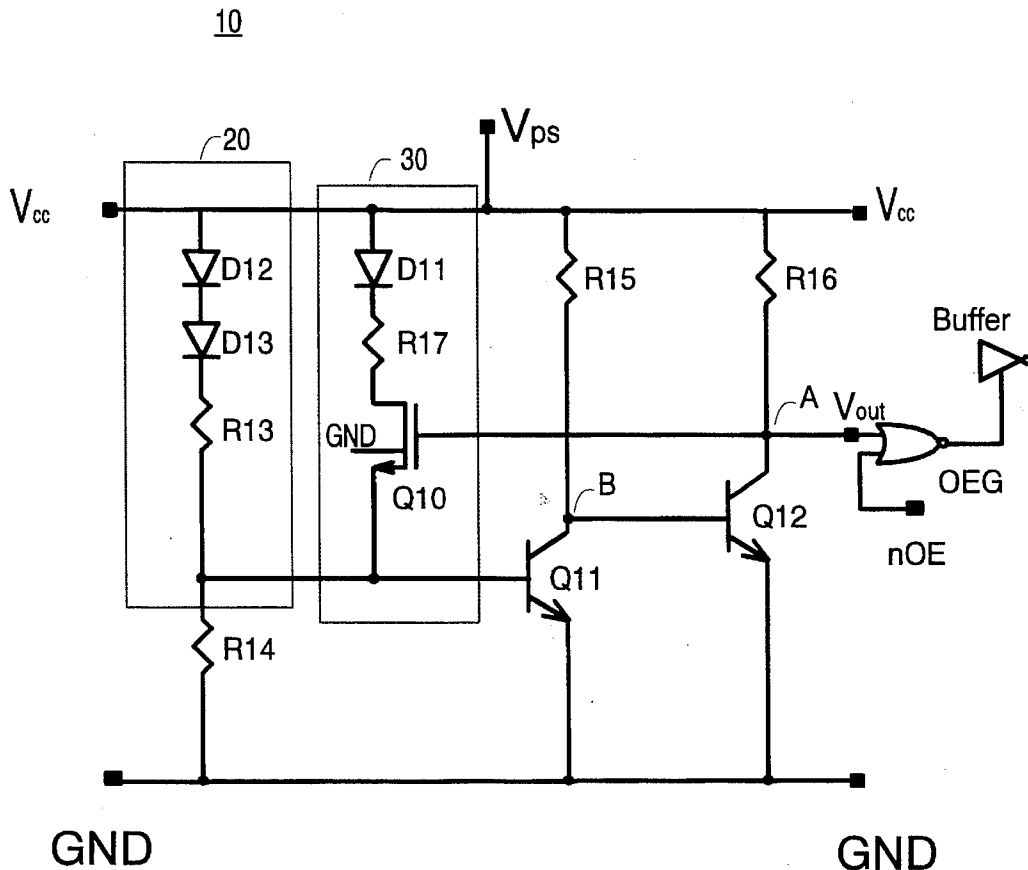 10
20
30
Vps
Vcc
Vcc
D12
D11
R15
R16
D13
R17
Buffer
R13
A
Vout
GND
OEG
Q10
B
Q12
nOE
Q11
R14
GND
GND